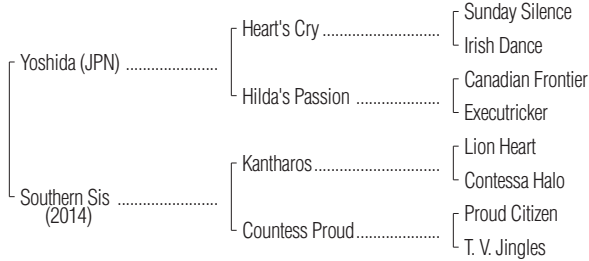 Sunday Silence
Heart's Cry ........................
Irish Dance
Yoshida (JPN) ...................
Canadian Frontier
Hilda's Passion .................
Executricker
Lion Heart
Kantharos..........................
Contessa Halo
Southern Sis ....................
(2014)
Proud Citizen
Countess Proud.................
T. V. Jingles